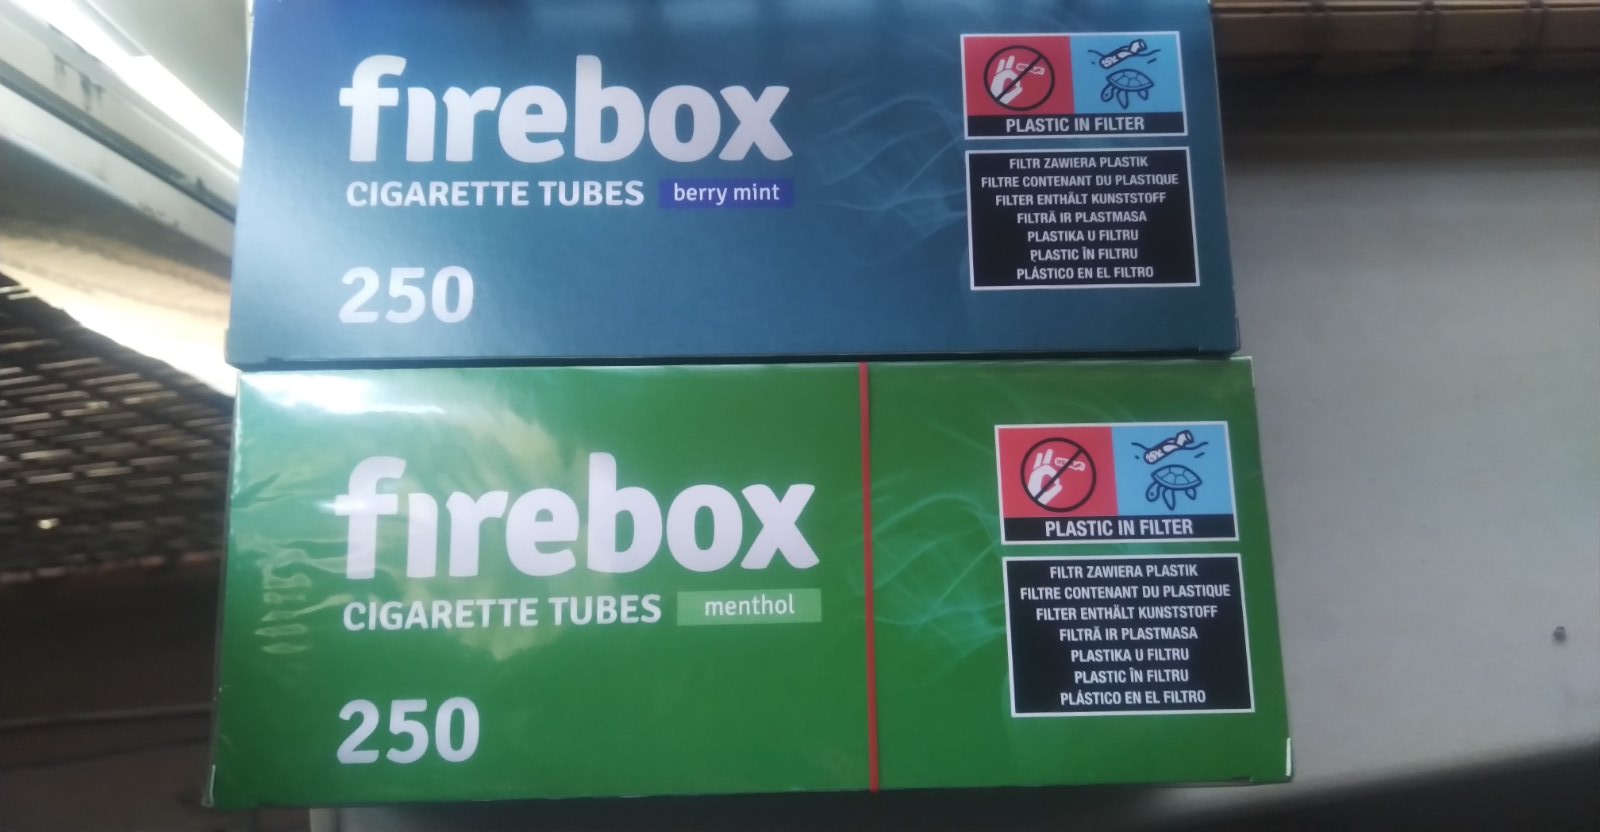 firebox
CIGARETTE TUBES berry mint
250
PLASTIC IN FILTER
FILTR ZAWIERA PLASTIK
FILTRE CONTENANT DU PLASTIQUE
FILTER ENTHÄLT KUNSTSTOFF
FILTRĀ IR PLASTMASA
PLASTIKA U FILTRU
PLASTIC ÎN FILTRU
PLÁSTICO EN EL FILTRO
firebox
CIGARETTE TUBES menthol
250
PLASTIC IN FILTER
FILTR ZAWIERA PLASTIK
FILTRE CONTENANT DU PLASTIQUE
FILTER ENTHÄLT KUNSTSTOFF
FILTRĀ IR PLASTMASA
PLASTIKA U FILTRU
PLASTIC ÎN FILTRU
PLÁSTICO EN EL FILTRO